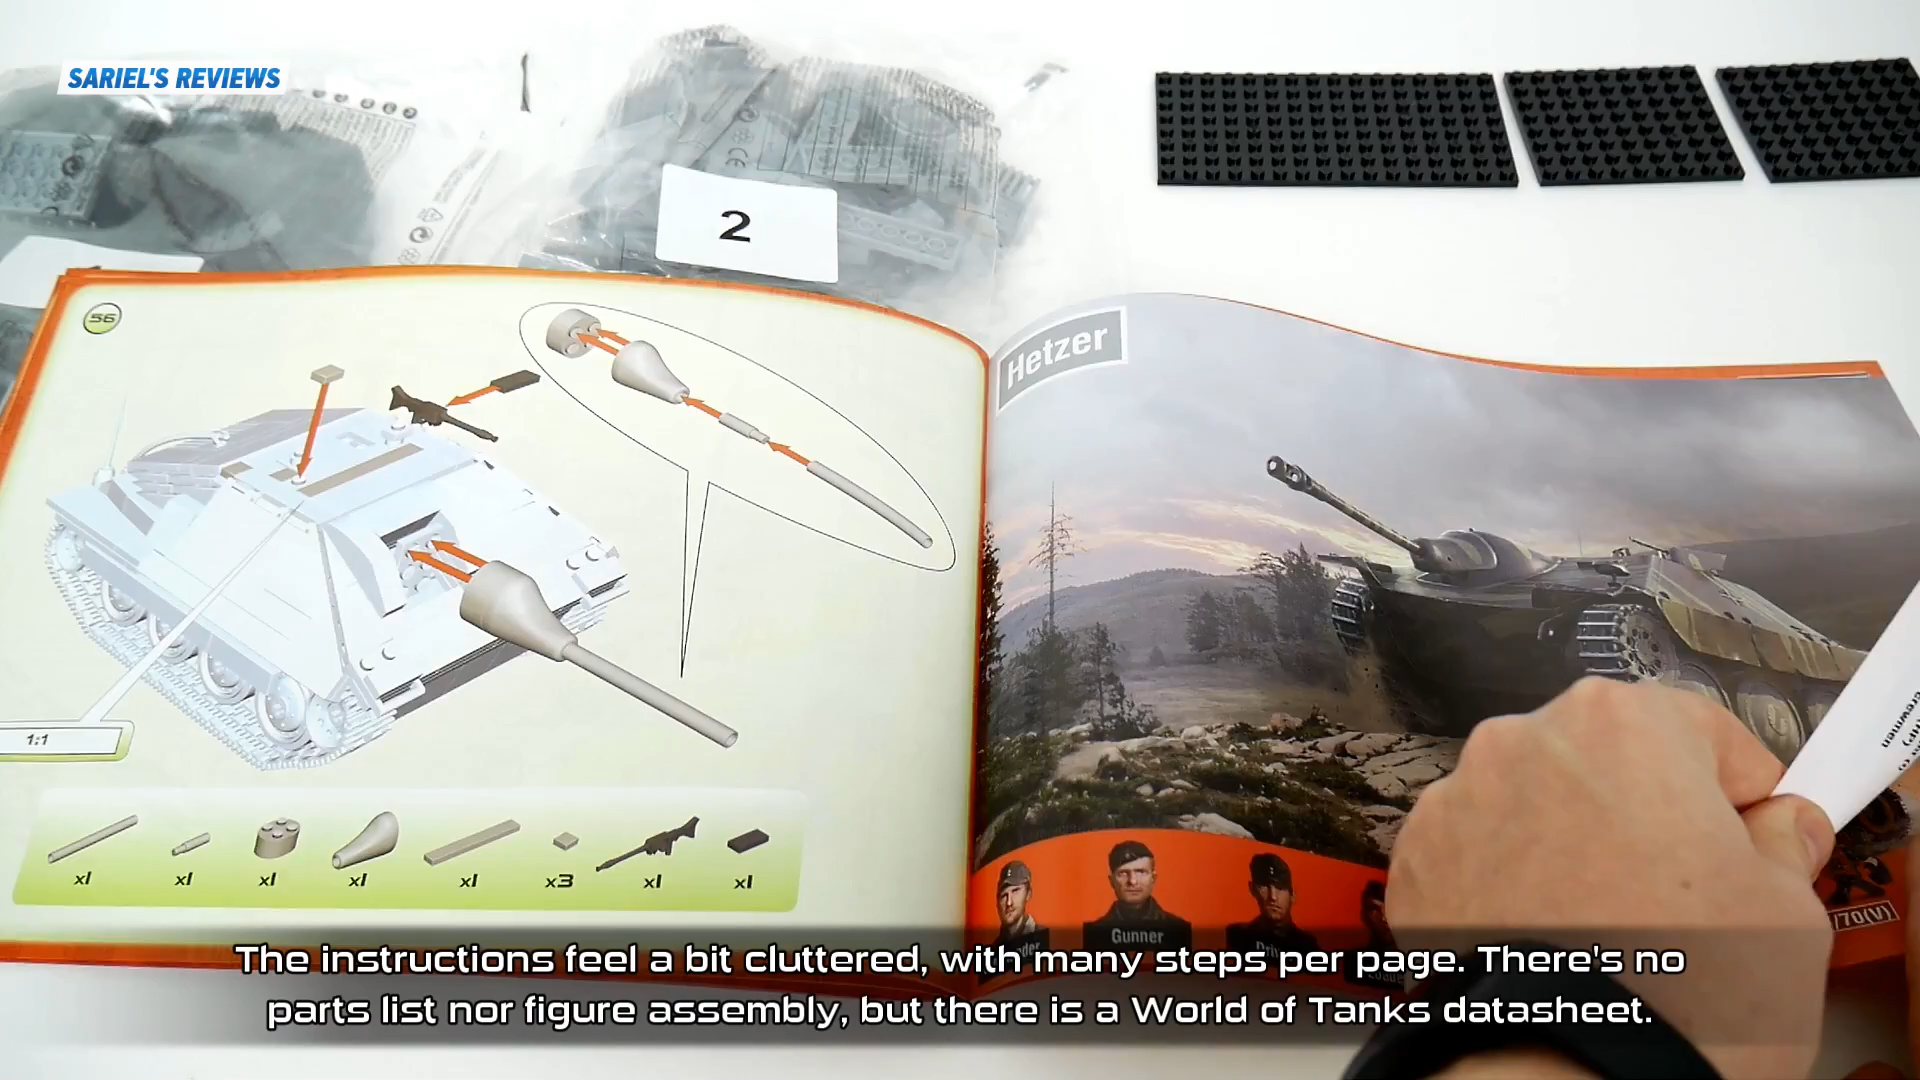 SARIEL'S REVIEWS
2
56
Hetzer
1:1
x1
x1
x1
x1
x1
x3
x1
x1
Gunner
/70(V)
The instructions feel a bit cluttered, with many steps per page. There's no
parts list nor figure assembly, but there is a World of Tanks datasheet.